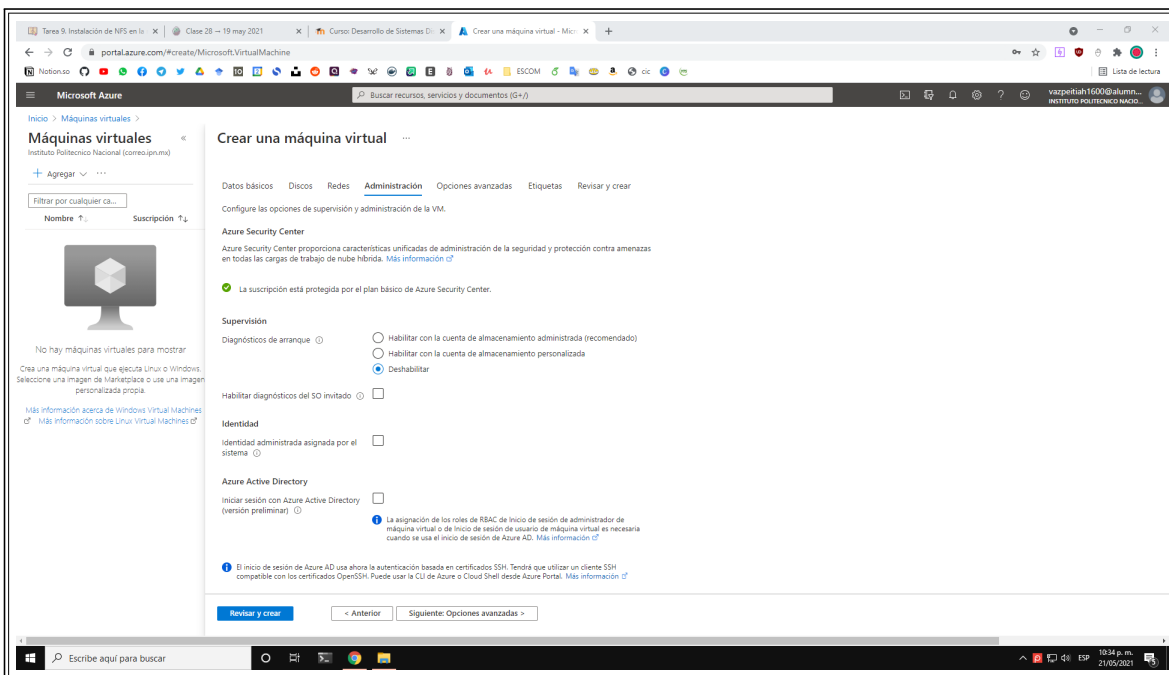 Tarea 9. Instalación de NFS en la
Clase 28 → 19 may 2021
Curso: Desarrollo de Sistemas Di
Crear una máquina virtual - Micr
portal.azure.com/#create/Microsoft.VirtualMachine
Notion.so
ESCOM
cic
Lista de lectura
Microsoft Azure
Buscar recursos, servicios y documentos (G+/)
vazpeitiah1600@alumn...
INSTITUTO POLITECNICO NACIO...
Inicio > Máquinas virtuales >
Máquinas virtuales
Instituto Politecnico Nacional (correo.ipn.mx)
Agregar
Filtrar por cualquier ca...
Nombre ↑↓ Suscripción ↑↓
No hay máquinas virtuales para mostrar
Crea una máquina virtual que ejecuta Linux o Windows.
Seleccione una imagen de Marketplace o use una imagen
personalizada propia.
Más información acerca de Windows Virtual Machines
Más información sobre Linux Virtual Machines
Crear una máquina virtual ...
Datos básicos Discos Redes Administración Opciones avanzadas Etiquetas Revisar y crear
Configure las opciones de supervisión y administración de la VM.
Azure Security Center
Azure Security Center proporciona características unificadas de administración de la seguridad y protección contra amenazas
en todas las cargas de trabajo de nube híbrida. Más información
La suscripción está protegida por el plan básico de Azure Security Center.
Supervisión
Diagnósticos de arranque
Habilitar con la cuenta de almacenamiento administrada (recomendado)
Habilitar con la cuenta de almacenamiento personalizada
Deshabilitar
Habilitar diagnósticos del SO invitado
Identidad
Identidad administrada asignada por el
sistema
Azure Active Directory
Iniciar sesión con Azure Active Directory
(versión preliminar)
La asignación de los roles de RBAC de Inicio de sesión de administrador de
máquina virtual o de Inicio de sesión de usuario de máquina virtual es necesaria
cuando se usa el inicio de sesión de Azure AD. Más información
El inicio de sesión de Azure AD usa ahora la autenticación basada en certificados SSH. Tendrá que utilizar un cliente SSH
compatible con los certificados OpenSSH. Puede usar la CLI de Azure o Cloud Shell desde Azure Portal. Más información
Revisar y crear
< Anterior
Siguiente: Opciones avanzadas >
Escribe aquí para buscar
ESP
10:34 p. m.
21/05/2021